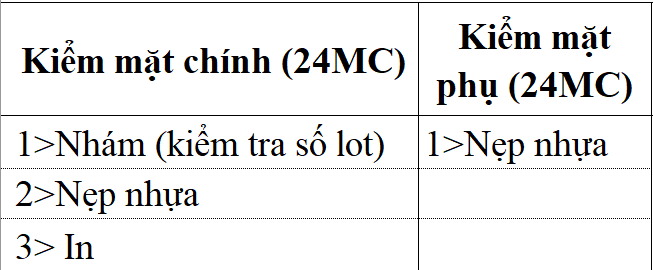 Kiểm mặt chính (24MC)
Kiểm mặt
phụ (24MC)
1>Nhám (kiểm tra số lot)
1>Nẹp nhựa
2>Nẹp nhựa
3> In